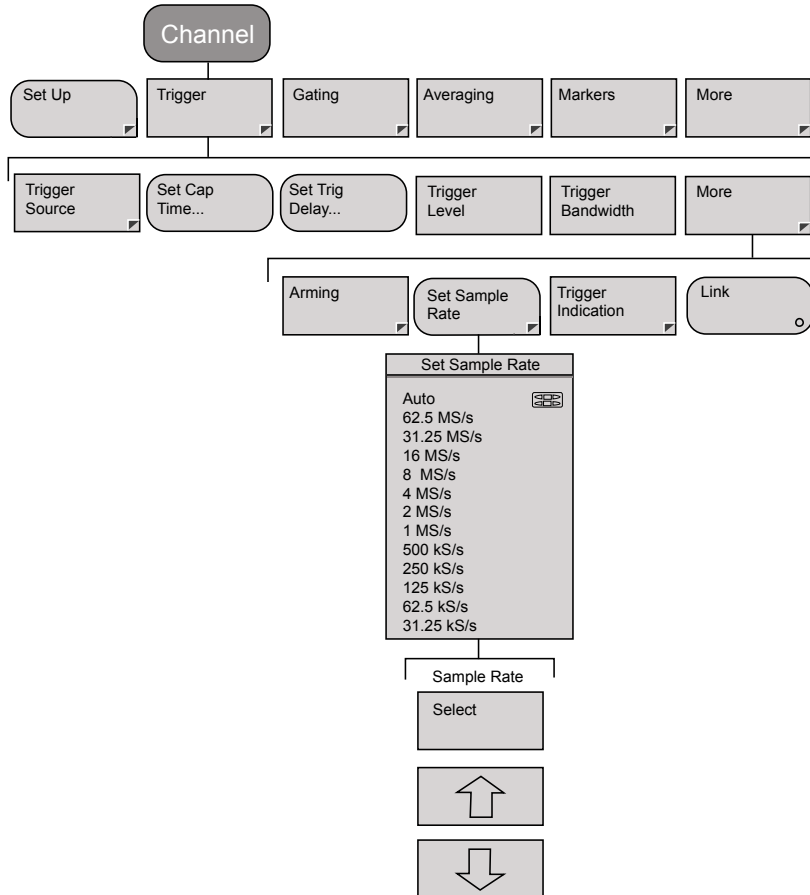 Channel
Set Up
Trigger
Gating
Averaging
Markers
More
Trigger
Source
Set Cap
Time...
Set Trig
Delay...
Trigger
Level
Trigger
Bandwidth
More
Arming
Set Sample
Rate
Trigger
Indication
Link
Set Sample Rate
Auto
62.5 MS/s
31.25 MS/s
16 MS/s
8 MS/s
4 MS/s
2 MS/s
1 MS/s
500 kS/s
250 kS/s
125 kS/s
62.5 kS/s
31.25 kS/s
Sample Rate
Select